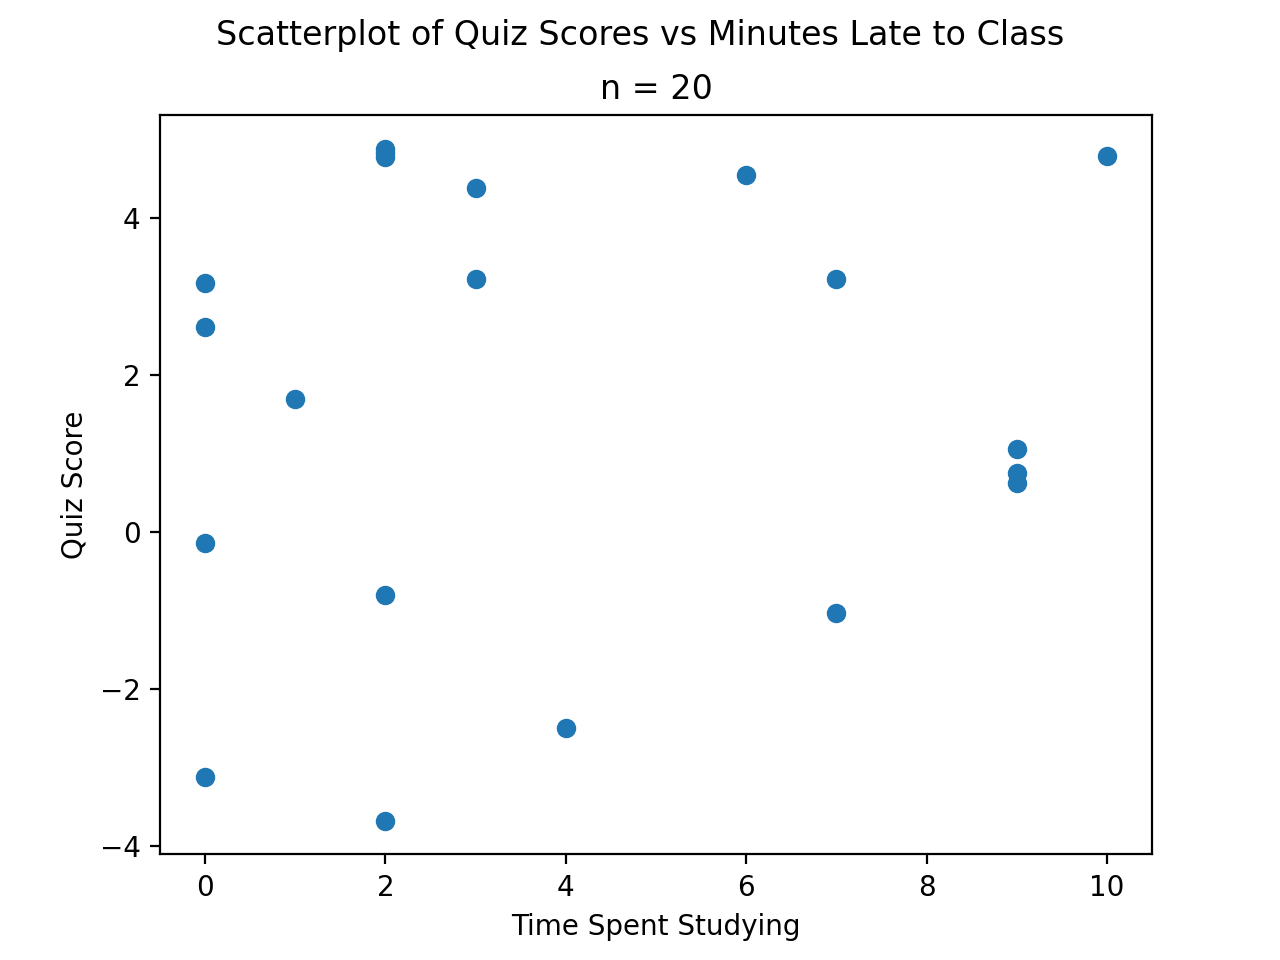 Scatterplot of Quiz Scores vs Minutes Late to Class
n = 20
4
2
0
−2
−4
Quiz Score
0 2 4 6 8 10
Time Spent Studying